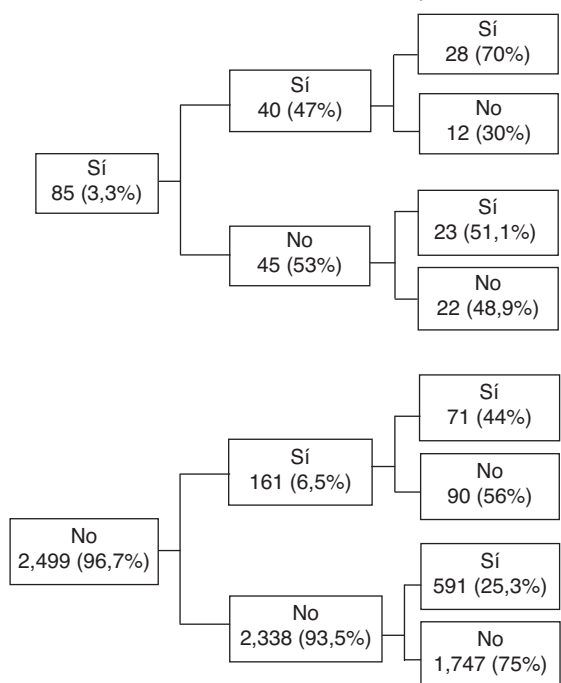 Sí
85 (3,3%)
Sí
40 (47%)
Sí
28 (70%)
No
12 (30%)
No
45 (53%)
Sí
23 (51,1%)
No
22 (48,9%)
No
2,499 (96,7%)
Sí
161 (6,5%)
Sí
71 (44%)
No
90 (56%)
No
2,338 (93,5%)
Sí
591 (25,3%)
No
1,747 (75%)